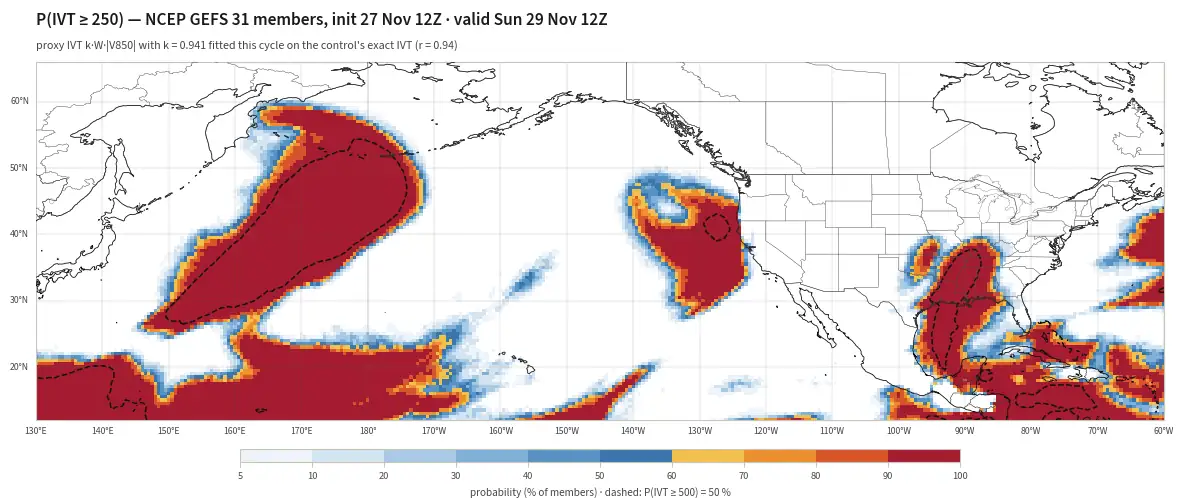 P(IVT ≥ 250) — NCEP GEFS 31 members, init 27 Nov 12Z · valid Sun 29 Nov 12Z
proxy IVT k·W·|V850| with k = 0.941 fitted this cycle on the control's exact IVT (r = 0.94)
60°N
50°N
40°N
30°N
20°N
130°E 140°E 150°E 160°E 170°E 180° 170°W 160°W 150°W 140°W 130°W 120°W 110°W 100°W 90°W 80°W 70°W 60°W
5 10 20 30 40 50 60 70 80 90 100
probability (% of members) · dashed: P(IVT ≥ 500) = 50 %